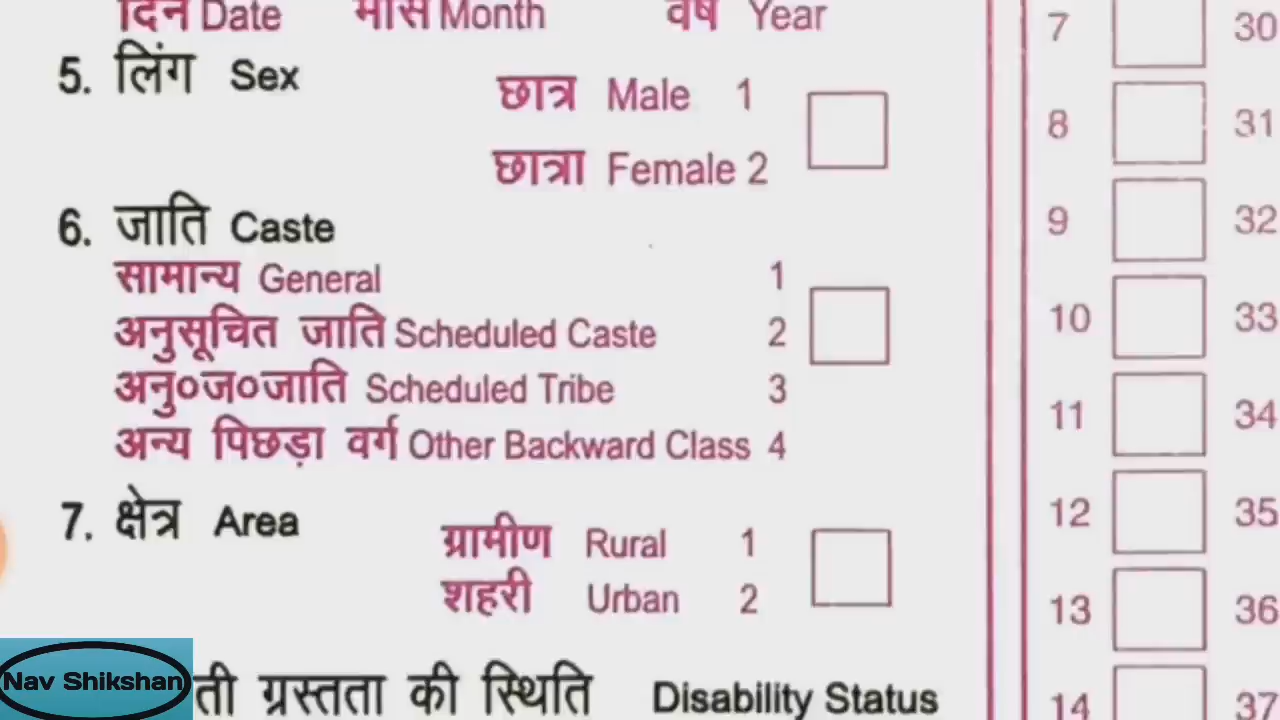 दिन Date मास Month वर्ष Year
5. लिंग Sex
छात्र Male 1
छात्रा Female 2
6. जाति Caste
सामान्य General 1
अनुसूचित जाति Scheduled Caste 2
अनु०ज०जाति Scheduled Tribe 3
अन्य पिछड़ा वर्ग Other Backward Class 4
7. क्षेत्र Area
ग्रामीण Rural 1
शहरी Urban 2
ती ग्रस्तता की स्थिति Disability Status
Nav Shikshan
7 30
8 31
9 32
10 33
11 34
12 35
13 36
14 37